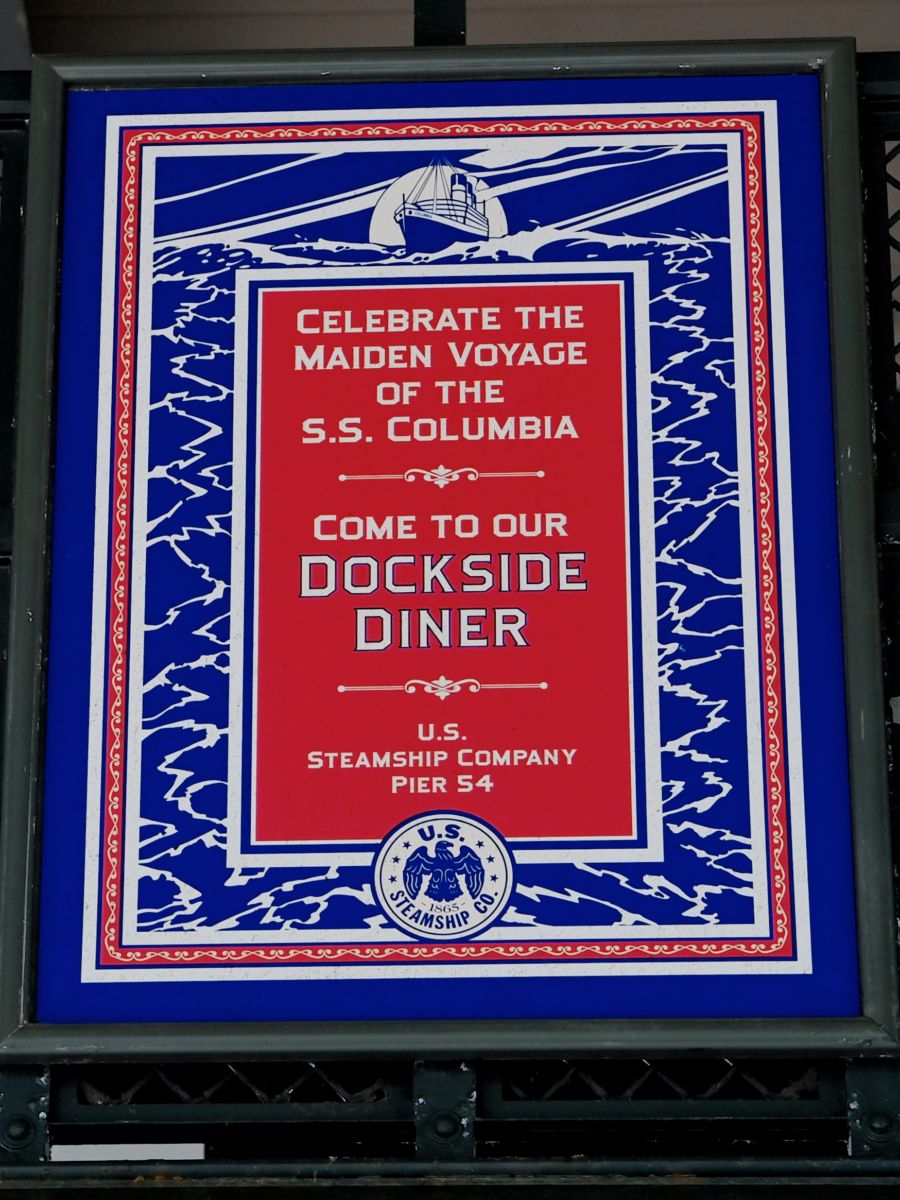 Celebrate the
Maiden Voyage
of the
S.S. Columbia
Come to our
Dockside
Diner
U.S.
Steamship Company
Pier 54
U.S.
-1865-
Steamship Co.